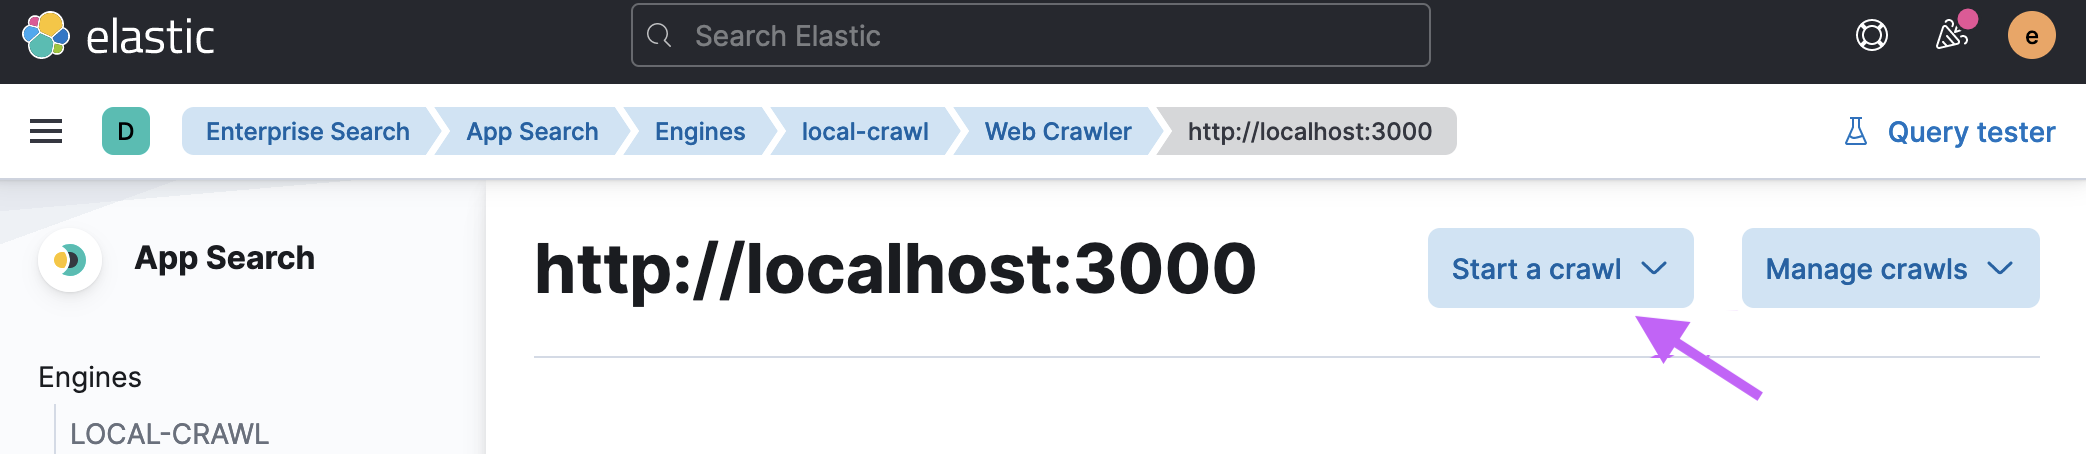 elastic
Search Elastic
e
D
Enterprise Search
App Search
Engines
local-crawl
Web Crawler
http://localhost:3000
Query tester
App Search
http://localhost:3000
Start a crawl
Manage crawls
Engines
LOCAL-CRAWL